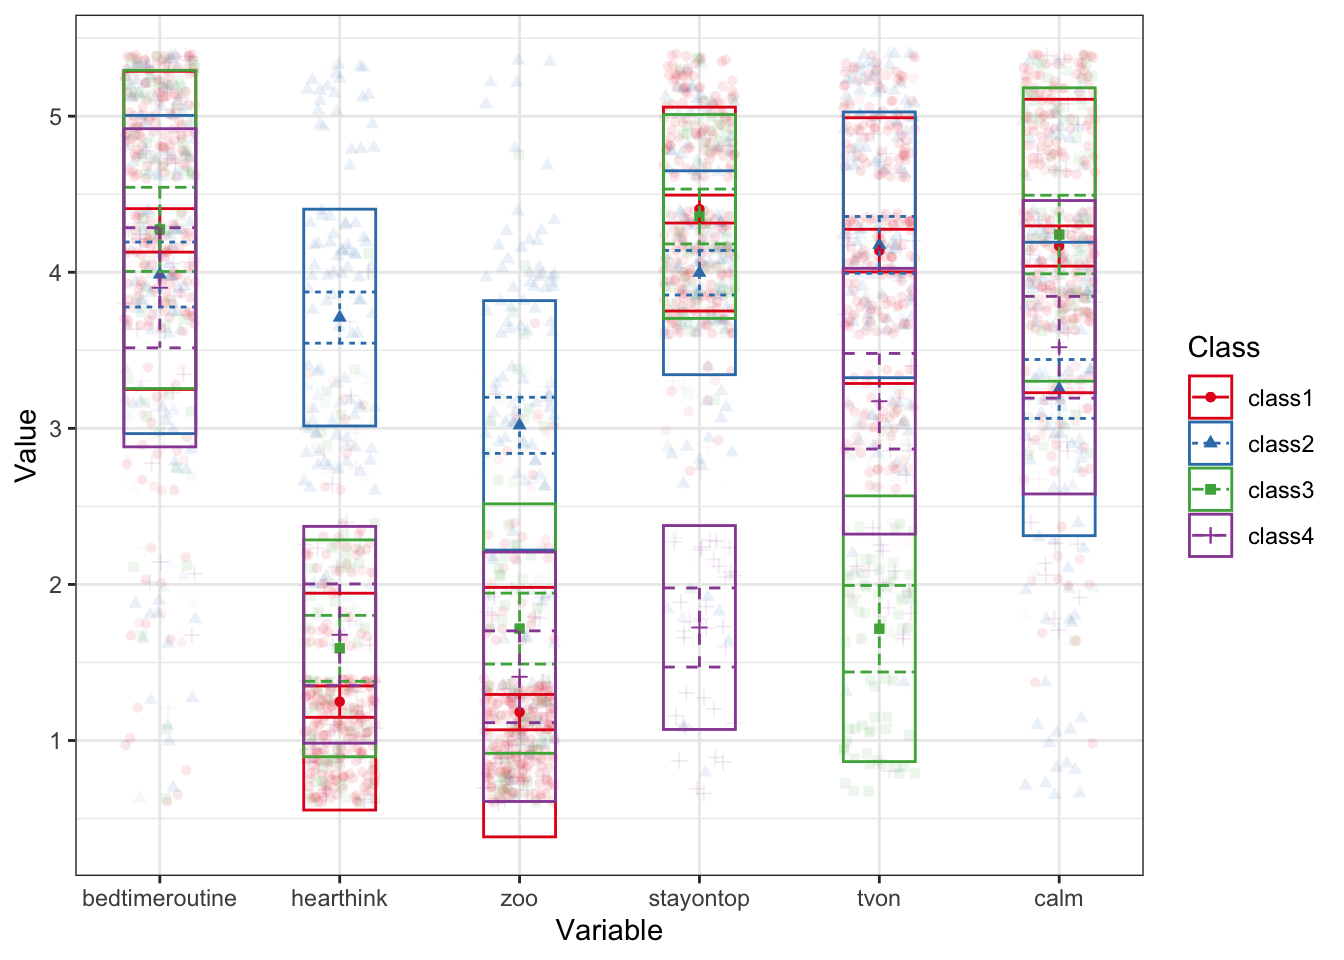 5
4
3
2
1
Value
bedtimeroutine hearthink zoo stayontop tvon calm
Variable
Class
class1
class2
class3
class4